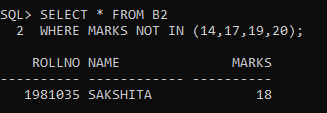 SQL> SELECT * FROM B2
2 WHERE MARKS NOT IN (14,17,19,20);
ROLLNO NAME MARKS
---------- ------------ ----------
1981035 SAKSHITA 18